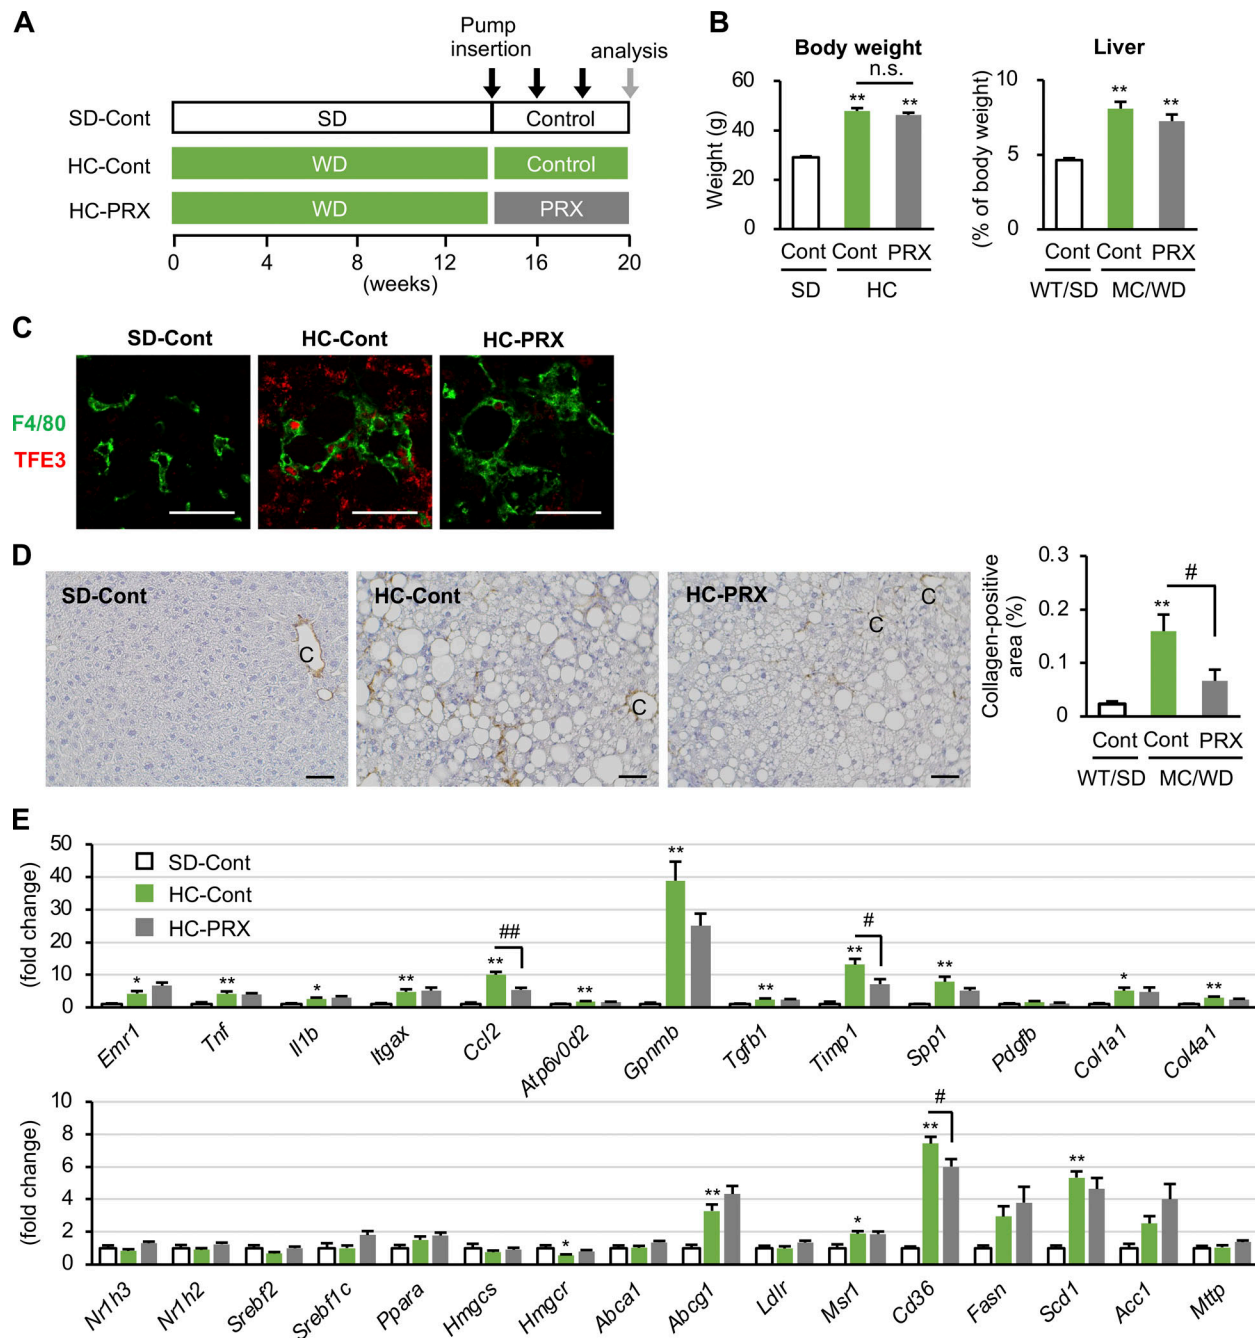 A
Pump
insertion
analysis
SD-Cont
SD
Control
HC-Cont
WD
Control
HC-PRX
WD
PRX
0 4 8 12 16 20
(weeks)
B
Body weight
n.s.
60
40
20
0
Weight (g)
** **
Cont Cont PRX
SD HC
Liver
10
5
0
(% of body weight)
** **
Cont Cont PRX
WT/SD MC/WD
C
SD-Cont HC-Cont HC-PRX
F4/80
TFE3
D
SD-Cont
C
HC-Cont
C
HC-PRX
C
C
0.3
0.2
0.1
0
Collagen-positive
area (%)
#
**
Cont Cont PRX
WT/SD MC/WD
E
50
40
30
20
10
0
(fold change)
SD-Cont
HC-Cont
HC-PRX
* ** * ** ** ** ** ** ** ** * **
## #
Emr1 Tnf Il1b Itgax Ccl2 Atp6v0d2 Gpnmb Tgfb1 Timp1 Spp1 Pdgfb Col1a1 Col4a1
10
8
6
4
2
0
(fold change)
* ** * ** **
#
Nr1h3 Nr1h2 Srebf2 Srebf1c Ppara Hmgcs Hmgcr Abca1 Abcg1 Ldlr Msr1 Cd36 Fasn Scd1 Acc1 Mttp